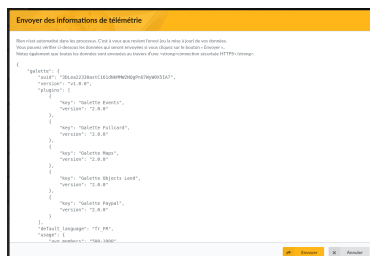 Envoyer des informations de télémétrie
Rien n'est automatisé dans les processus. C'est à vous que revient l'envoi (ou la mise à jour) de vos données.
Vous pouvez vérifier ci-dessous les données qui seront envoyées si vous cliquez sur le bouton « Envoyer ».
Notez également que toutes les données sont envoyées au travers d'une <strong>connection sécurisée HTTPS</strong>.
{
"galette": {
"uuid":
"version": "v1.0.0",
"plugins": [
{
"key": "Galette Events",
"version": "2.0.0"
},
{
"key": "Galette Fullcard",
"version": "2.0.0"
},
{
"key": "Galette Maps",
"version": "2.0.0"
},
{
"key": "Galette Objects Lend",
"version": "2.0.0"
},
{
"key": "Galette Paypal",
"version": "2.0.0"
}
],
"default_language": "fr_FR",
"usage": {
"avg_members": "500-1000"
Envoyer
Annuler